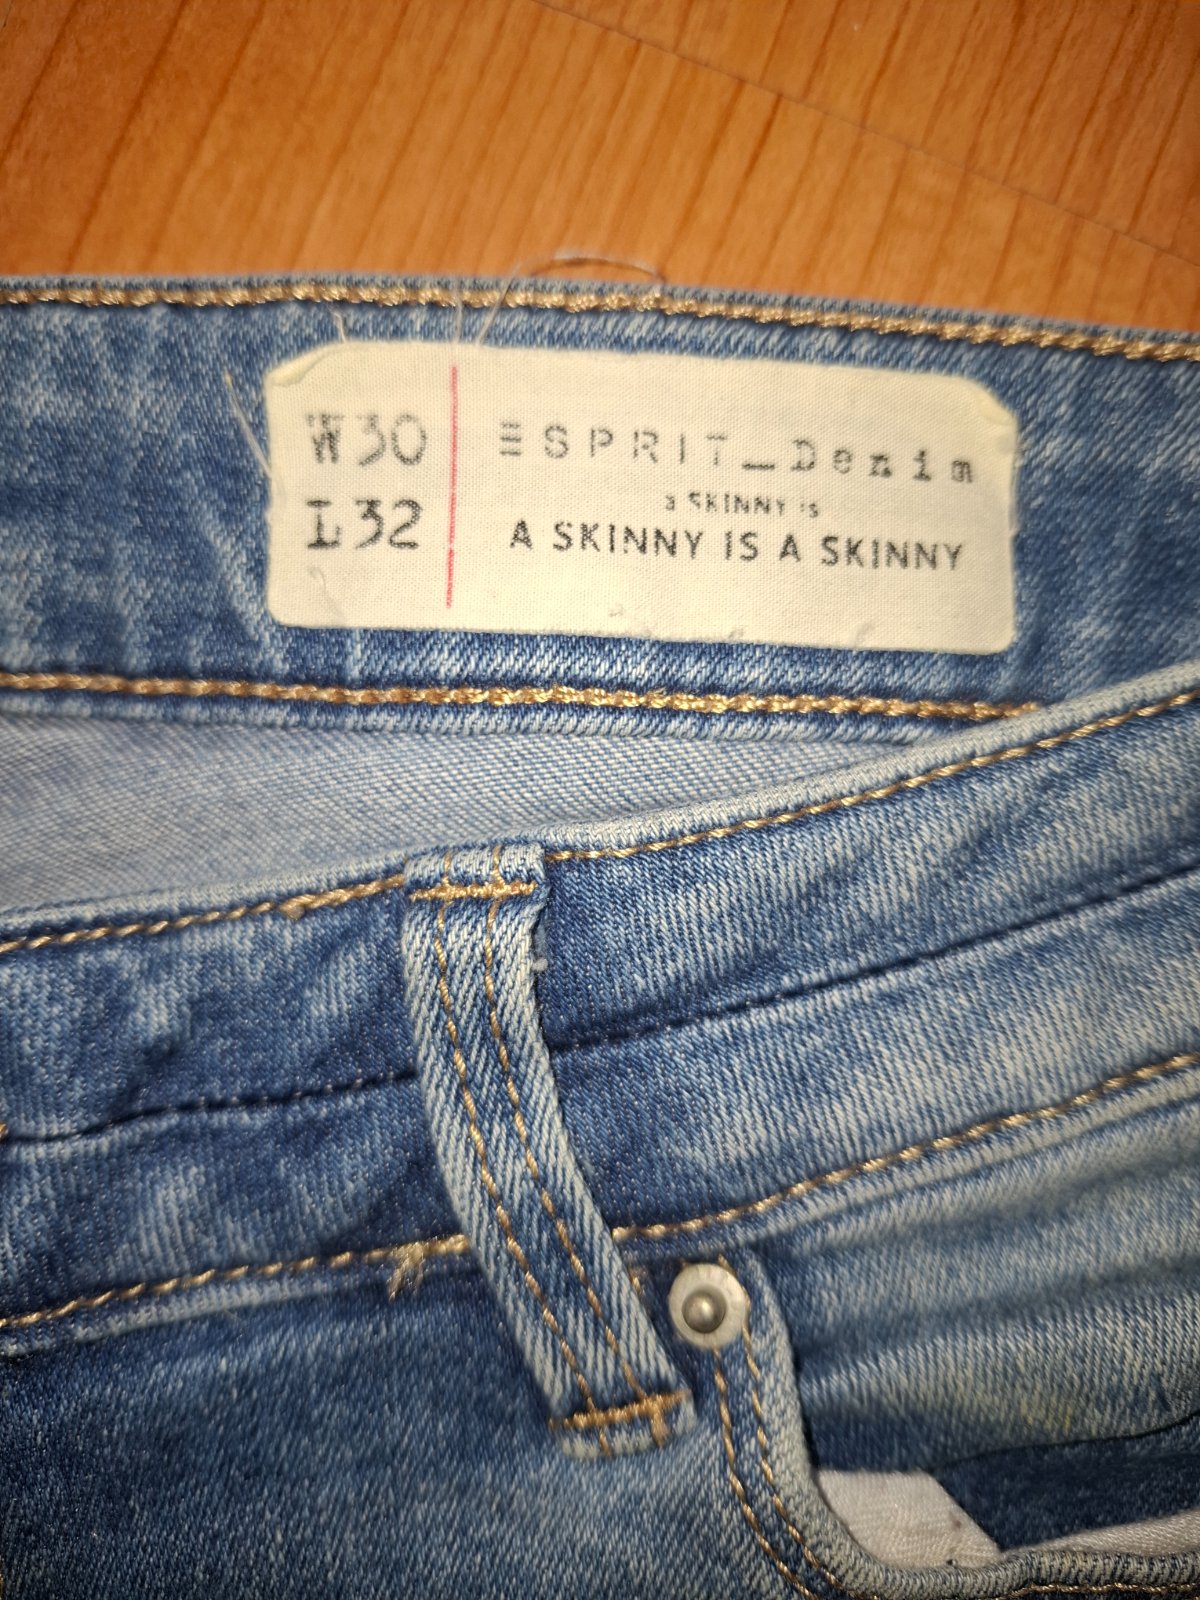 W30
L32
ESPRIT_Denim
a SKINNY is
A SKINNY IS A SKINNY